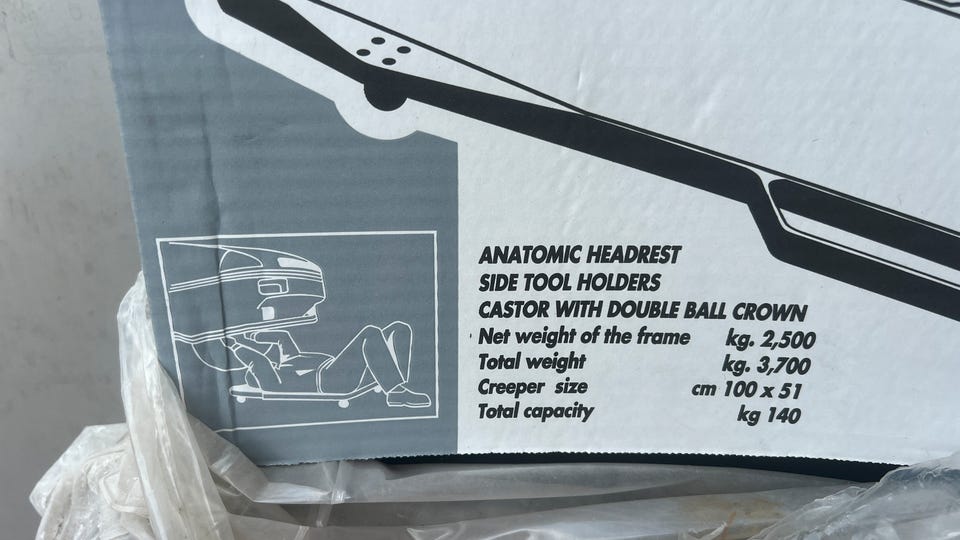 ANATOMIC HEADREST
SIDE TOOL HOLDERS
CASTOR WITH DOUBLE BALL CROWN
Net weight of the frame kg. 2,500
Total weight kg. 3,700
Creeper size cm 100 x 51
Total capacity kg 140